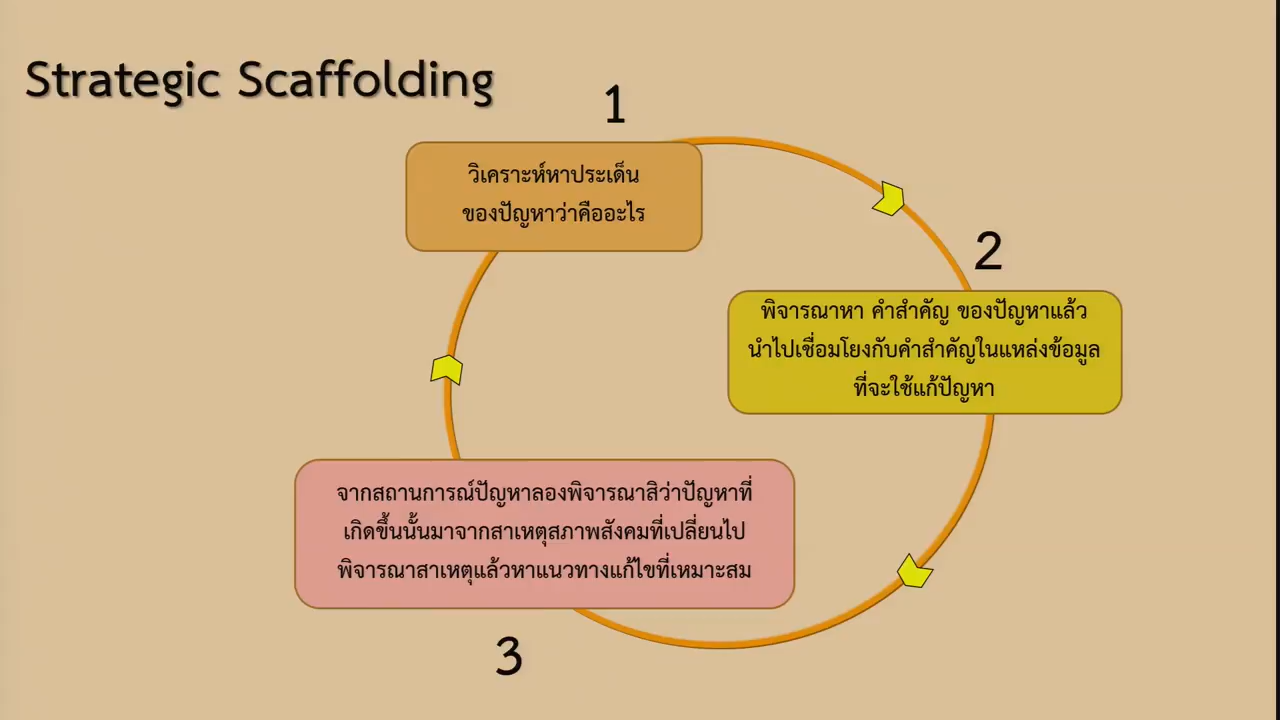 Strategic Scaffolding
1
วิเคราะห์หาประเด็น
ของปัญหาว่าคืออะไร
2
พิจารณาหา คำสำคัญ ของปัญหาแล้ว
นำไปเชื่อมโยงกับคำสำคัญในแหล่งข้อมูล
ที่จะใช้แก้ปัญหา
จากสถานการณ์ปัญหาลองพิจารณาสิว่าปัญหาที่
เกิดขึ้นนั้นมาจากสาเหตุสภาพสังคมที่เปลี่ยนไป
พิจารณาสาเหตุแล้วหาแนวทางแก้ไขที่เหมาะสม
3